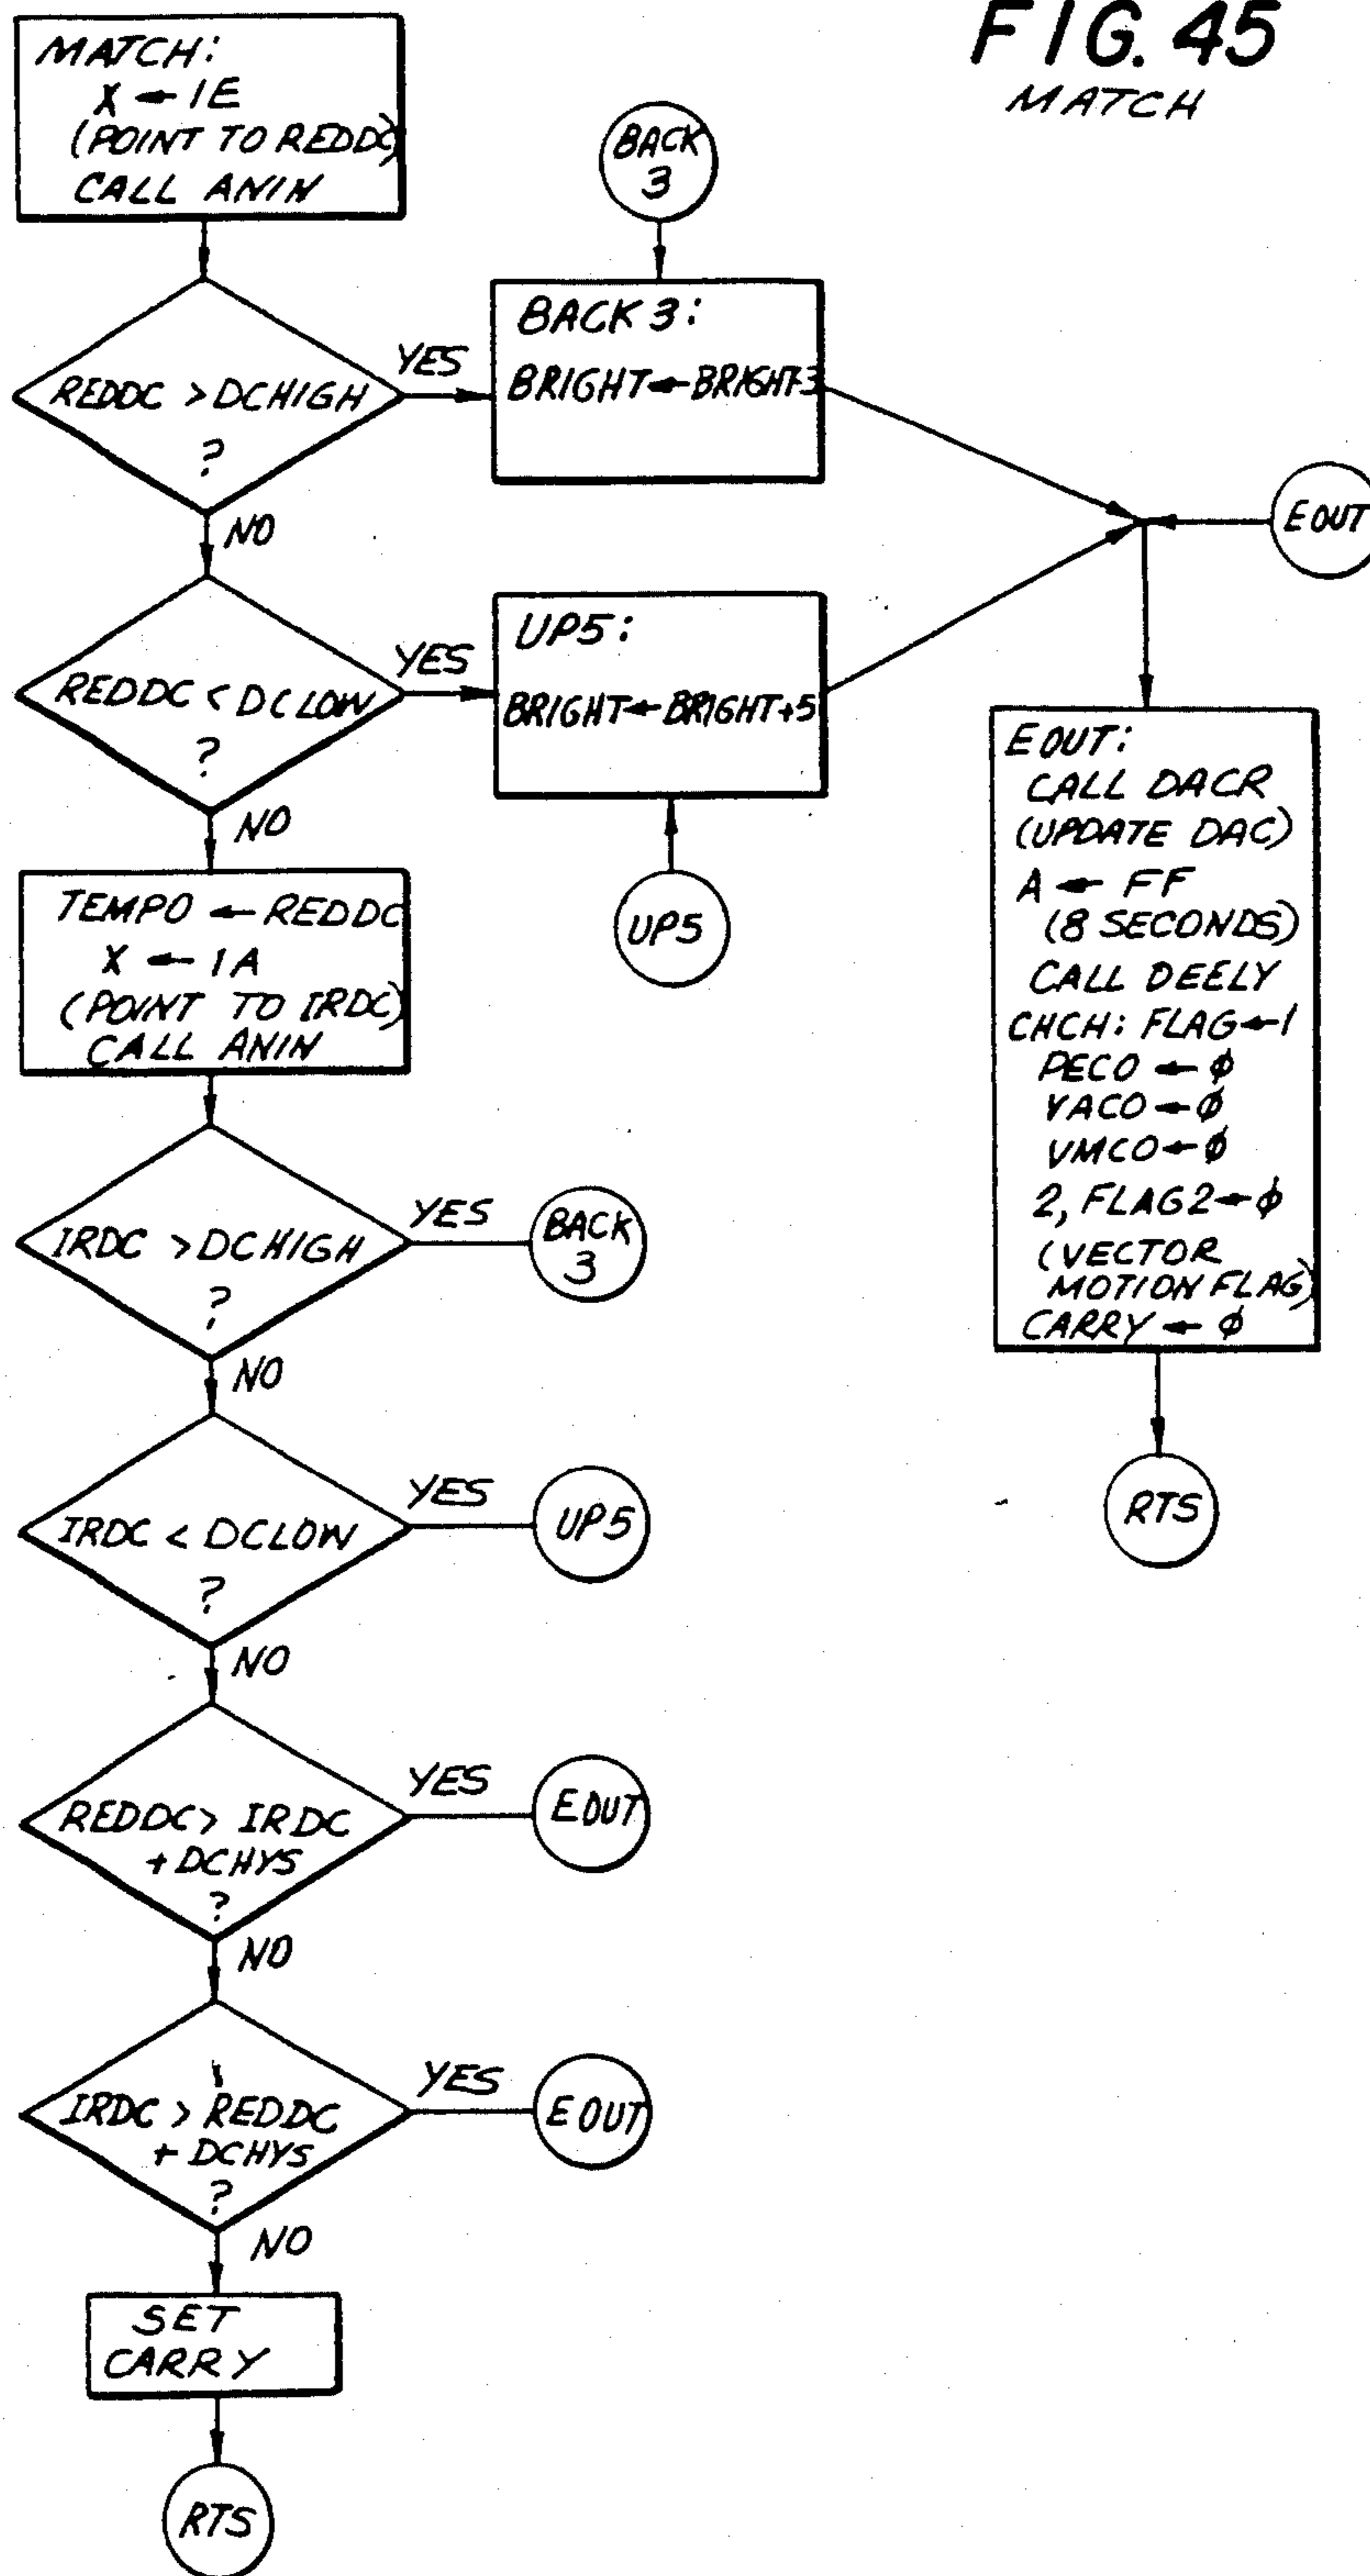 FIG. 45
MATCH
MATCH:
X ← 1E
(POINT TO REDDC)
CALL ANIN
BACK
3
REDDC > DCHIGH
?
YES
NO
BACK 3:
BRIGHT ← BRIGHT-3
EOUT
REDDC < DCLOW
?
YES
NO
UP5:
BRIGHT ← BRIGHT+5
UP5
EOUT:
CALL DACR
(UPDATE DAC)
A ← FF
(8 SECONDS)
CALL DEELY
CHCH: FLAG ← 1
PECO ← ϕ
VACO ← ϕ
VMCO ← ϕ
2, FLAG2 ← ϕ
(VECTOR
MOTION FLAG)
CARRY ← ϕ
RTS
TEMPO ← REDDC
X ← 1A
(POINT TO IRDC)
CALL ANIN
IRDC > DCHIGH
?
YES
BACK
3
NO
IRDC < DCLOW
?
YES
UP5
NO
REDDC > IRDC
+ DCHYS
?
YES
EOUT
NO
IRDC > REDDC
+ DCHYS
?
YES
EOUT
NO
SET
CARRY
RTS